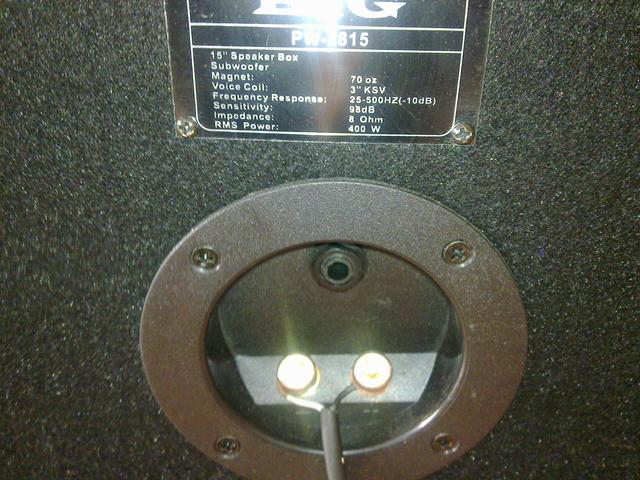 15" Speaker Box
Subwoofer
Magnet: 70 oz
Voice Coil: 3" KSV
Frequency Response: 25-500HZ(-10dB)
Sensitivity: 98dB
Impedance: 8 Ohm
RMS Power: 400 W